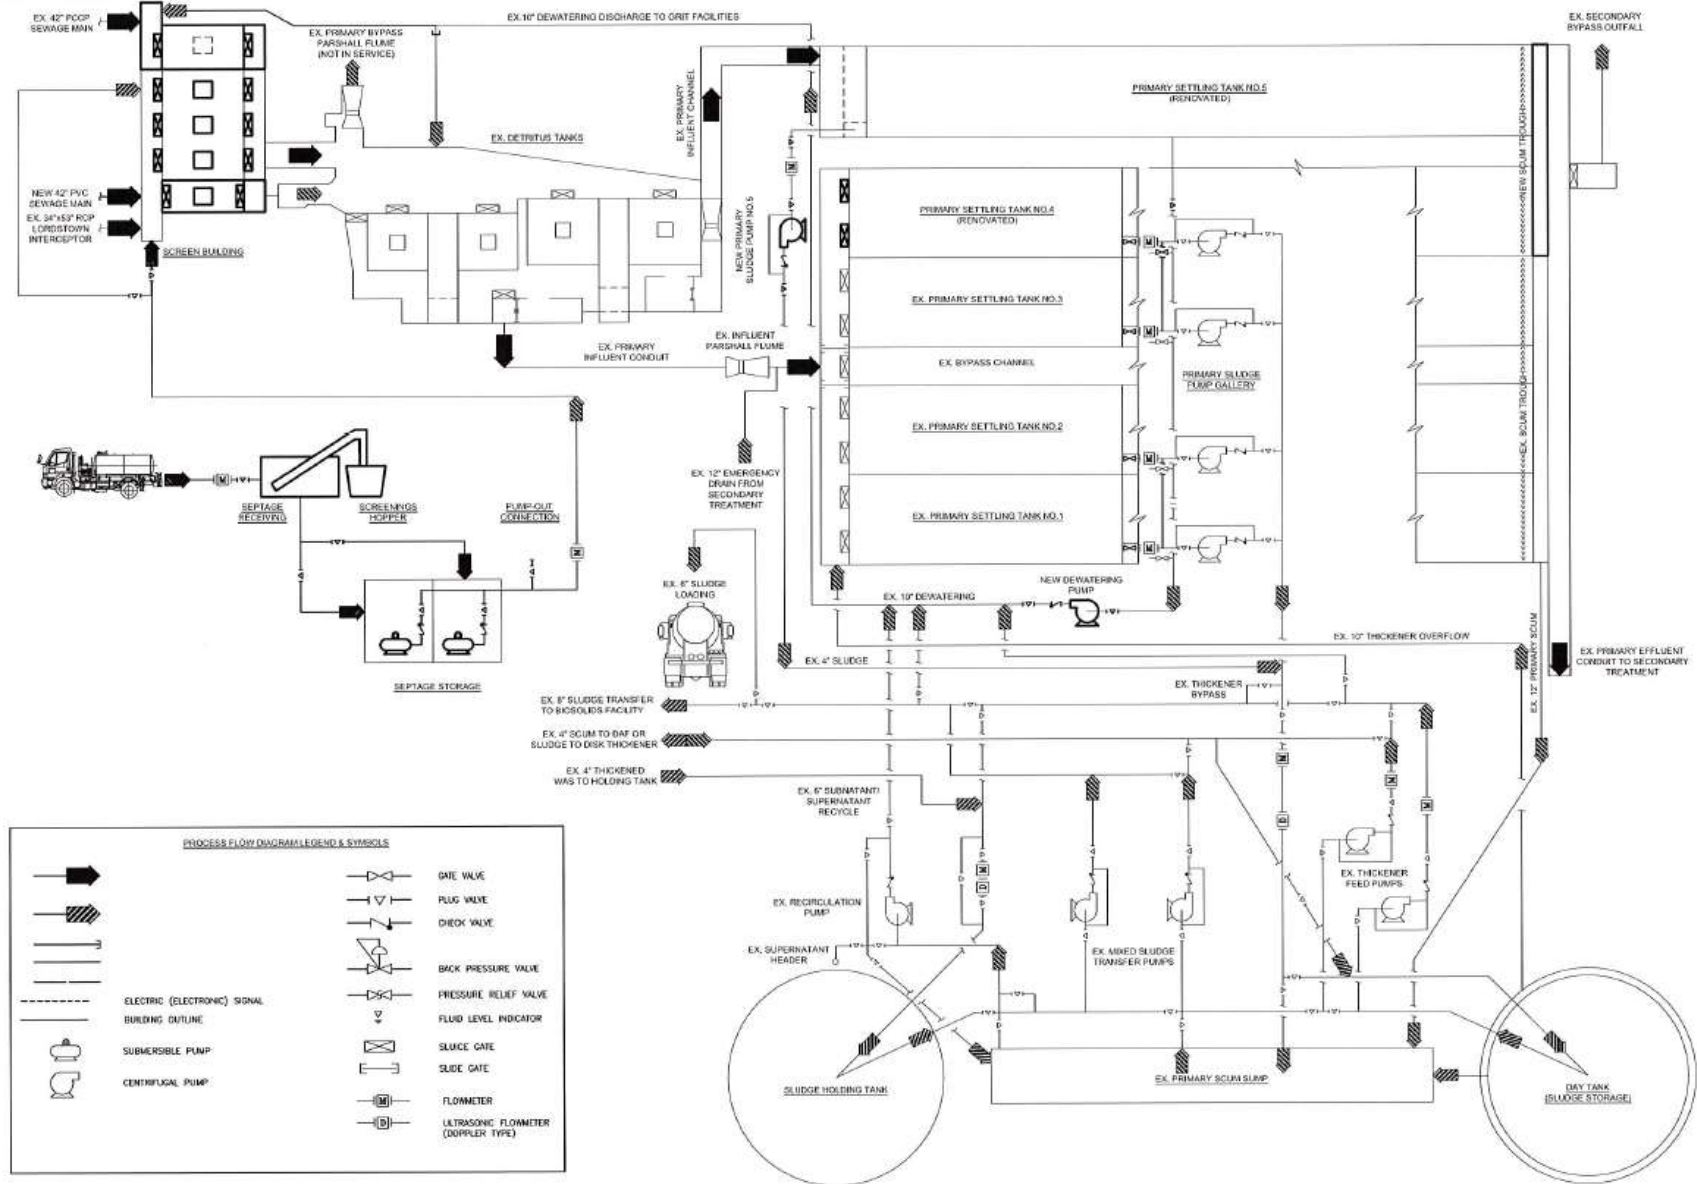 EX. 42" PCCP
SEWAGE MAIN
EX. 10" DEWATERING DISCHARGE TO GRIT FACILITIES
EX. PRIMARY BYPASS
PARSHALL FLUME
(NOT IN SERVICE)
EX. SECONDARY
BYPASS OUTFALL
EX. PRIMARY
INFLUENT CHANNEL
PRIMARY SETTLING TANK NO.5
(RENOVATED)
NEW SCUM TROUGH
EX. DETRITUS TANKS
NEW 42" PVC
SEWAGE MAIN
EX. 34"x53" RCP
LORDSTOWN
INTERCEPTOR
SCREEN BUILDING
NEW PRIMARY
SLUDGE PUMP NO.5
PRIMARY SETTLING TANK NO.4
(RENOVATED)
EX. PRIMARY SETTLING TANK NO.3
EX. PRIMARY
INFLUENT CONDUIT
EX. INFLUENT
PARSHALL FLUME
EX. BYPASS CHANNEL
PRIMARY SLUDGE
PUMP GALLERY
EX. SCUM TROUGH
EX. PRIMARY SETTLING TANK NO.2
EX. 12" EMERGENCY
DRAIN FROM
SECONDARY
TREATMENT
EX. PRIMARY SETTLING TANK NO.1
SEPTAGE
RECEIVING
SCREENINGS
HOPPER
PUMP-OUT
CONNECTION
M
SEPTAGE STORAGE
EX. 6" SLUDGE
LOADING
EX. 10" DEWATERING
NEW DEWATERING
PUMP
EX. 10" THICKENER OVERFLOW
EX. 12" PRIMARY SCUM
EX. PRIMARY EFFLUENT
CONDUIT TO SECONDARY
TREATMENT
EX. 4" SLUDGE
EX. THICKENER
BYPASS
EX. 8" SLUDGE TRANSFER
TO BIOSOLIDS FACILITY
EX. 4" SCUM TO DAF OR
SLUDGE TO DISK THICKENER
EX. 4" THICKENED
WAS TO HOLDING TANK
EX. 6" SUBNATANT/
SUPERNATANT
RECYCLE
EX. RECIRCULATION
PUMP
EX. SUPERNATANT
HEADER
EX. MIXED SLUDGE
TRANSFER PUMPS
EX. THICKENER
FEED PUMPS
SLUDGE HOLDING TANK
EX. PRIMARY SCUM SUMP
DAY TANK
(SLUDGE STORAGE)
PROCESS FLOW DIAGRAM LEGEND & SYMBOLS
GATE VALVE
PLUG VALVE
CHECK VALVE
BACK PRESSURE VALVE
PRESSURE RELIEF VALVE
ELECTRIC (ELECTRONIC) SIGNAL
BUILDING OUTLINE
FLUID LEVEL INDICATOR
SUBMERSIBLE PUMP
SLUICE GATE
SLIDE GATE
CENTRIFUGAL PUMP
M FLOWMETER
D ULTRASONIC FLOWMETER
(DOPPLER TYPE)